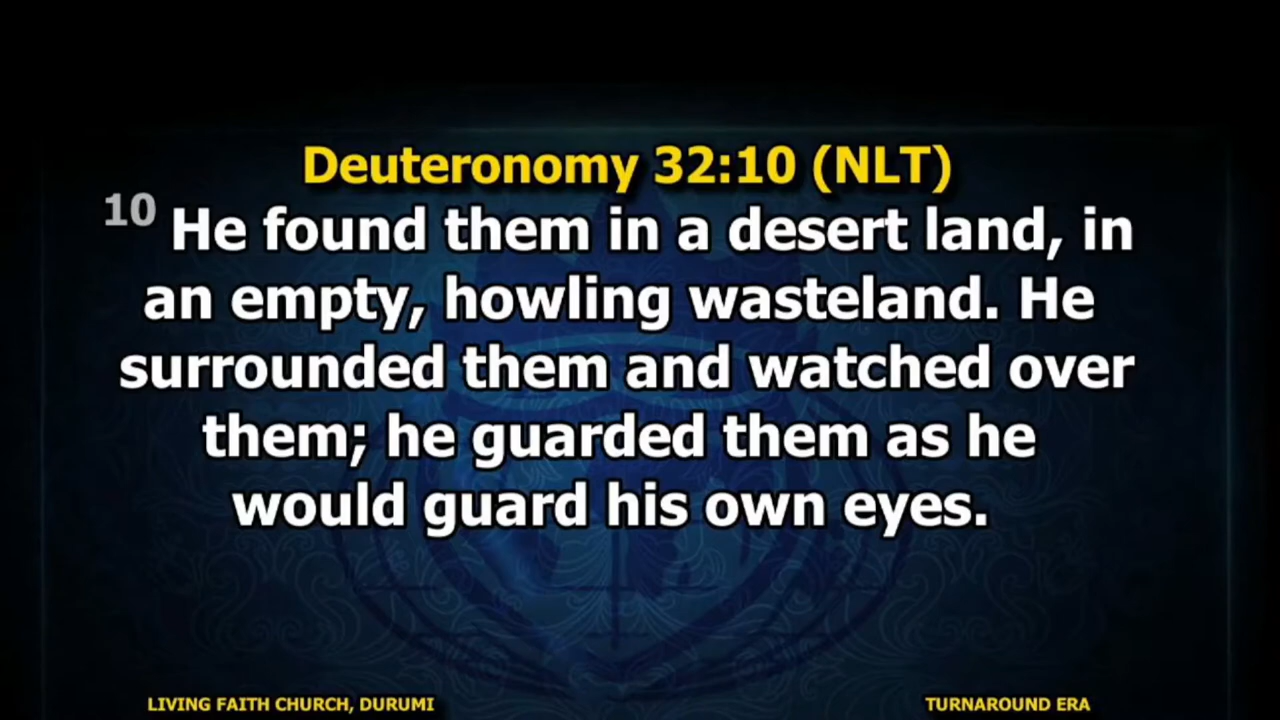 Deuteronomy 32:10 (NLT)
10 He found them in a desert land, in
an empty, howling wasteland. He
surrounded them and watched over
them; he guarded them as he
would guard his own eyes.
LIVING FAITH CHURCH, DURUMI
TURNAROUND ERA